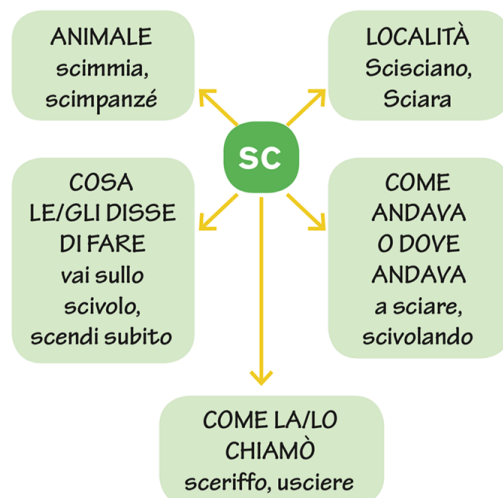 ANIMALE
scimmia,
scimpanzé
LOCALITÀ
Scisciano,
Sciara
SC
COSA
LE/GLI DISSE
DI FARE
vai sullo
scivolo,
scendi subito
COME
ANDAVA
O DOVE
ANDAVA
a sciare,
scivolando
COME LA/LO
CHIAMÒ
sceriffo, usciere